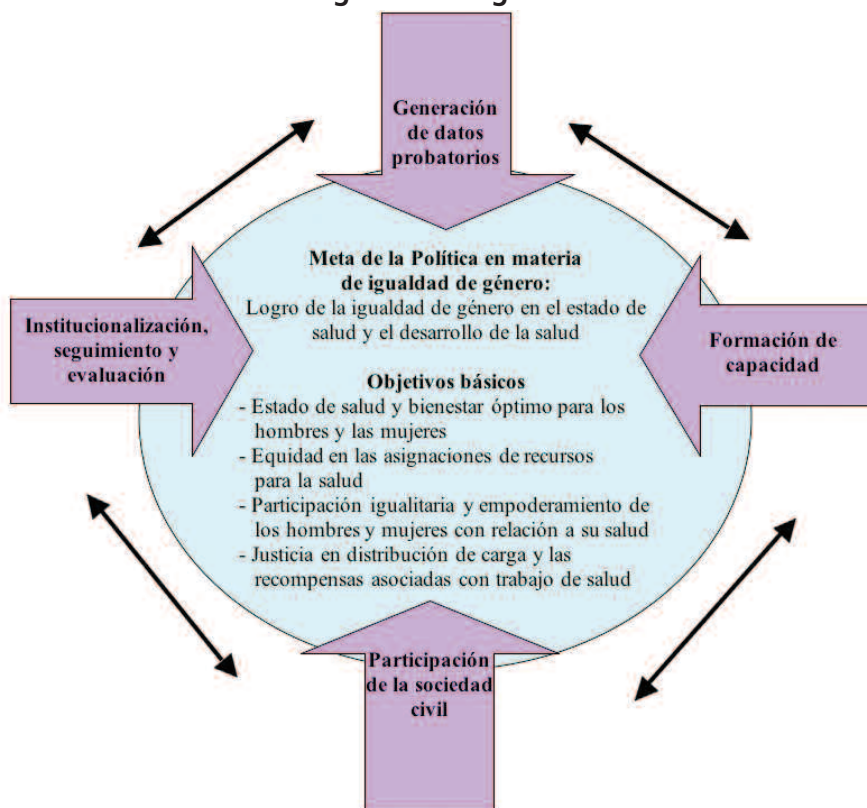 Generación
de datos
probatorios
Meta de la Política en materia
de igualdad de género:
Logro de la igualdad de género en el estado de
salud y el desarrollo de la salud
Institucionalización,
seguimiento y
evaluación
Formación de
capacidad
Objetivos básicos
- Estado de salud y bienestar óptimo para los
hombres y las mujeres
- Equidad en las asignaciones de recursos
para la salud
- Participación igualitaria y empoderamiento de
los hombres y mujeres con relación a su salud
- Justicia en distribución de carga y las
recompensas asociadas con trabajo de salud
Participación
de la sociedad
civil